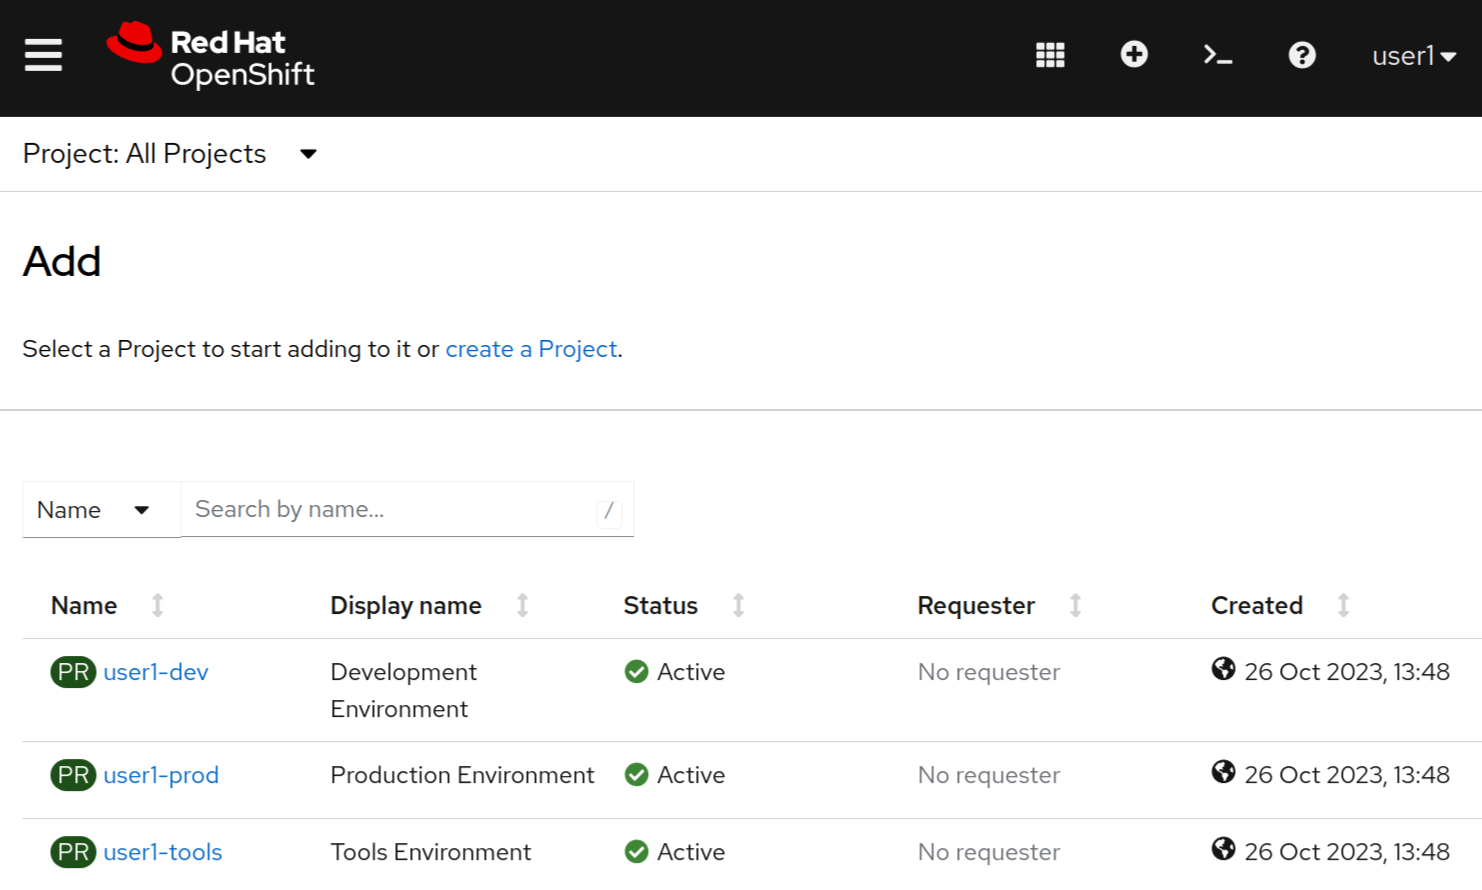 Red Hat
OpenShift
user1
Project: All Projects
Add
Select a Project to start adding to it or create a Project.
Name
Search by name...
/
Name Display name Status Requester Created
PR user1-dev Development Environment Active No requester 26 Oct 2023, 13:48
PR user1-prod Production Environment Active No requester 26 Oct 2023, 13:48
PR user1-tools Tools Environment Active No requester 26 Oct 2023, 13:48